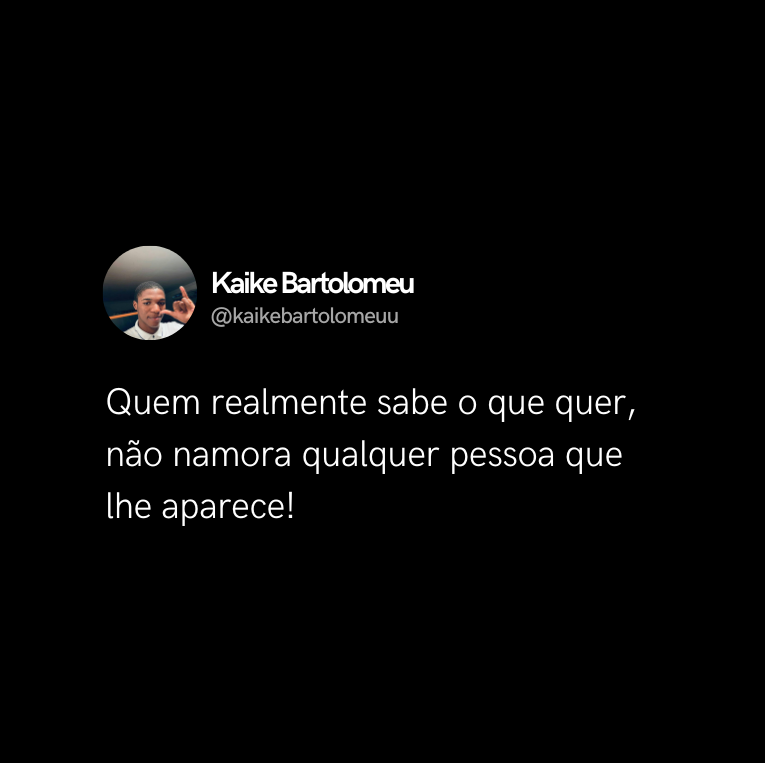 Kaike Bartolomeu
@kaikebartolomeuu
Quem realmente sabe o que quer,
não namora qualquer pessoa que
lhe aparece!